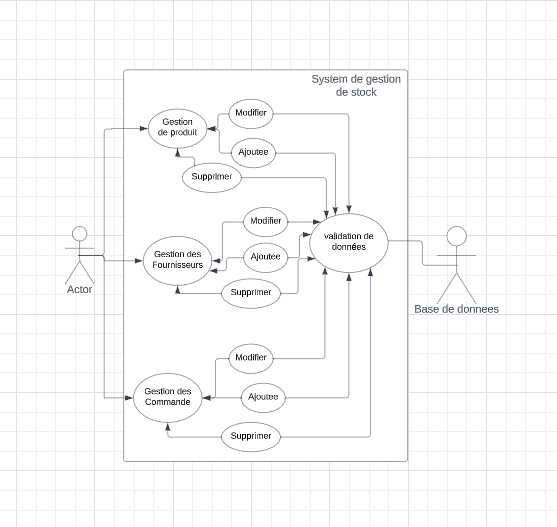 System de gestion
de stock
Gestion
de produit
Modifier
Ajoutee
Supprimer
Gestion des
Fournisseurs
Modifier
Ajoutee
Supprimer
validation de
données
Actor
Base de donnees
Gestion des
Commande
Modifier
Ajoutee
Supprimer